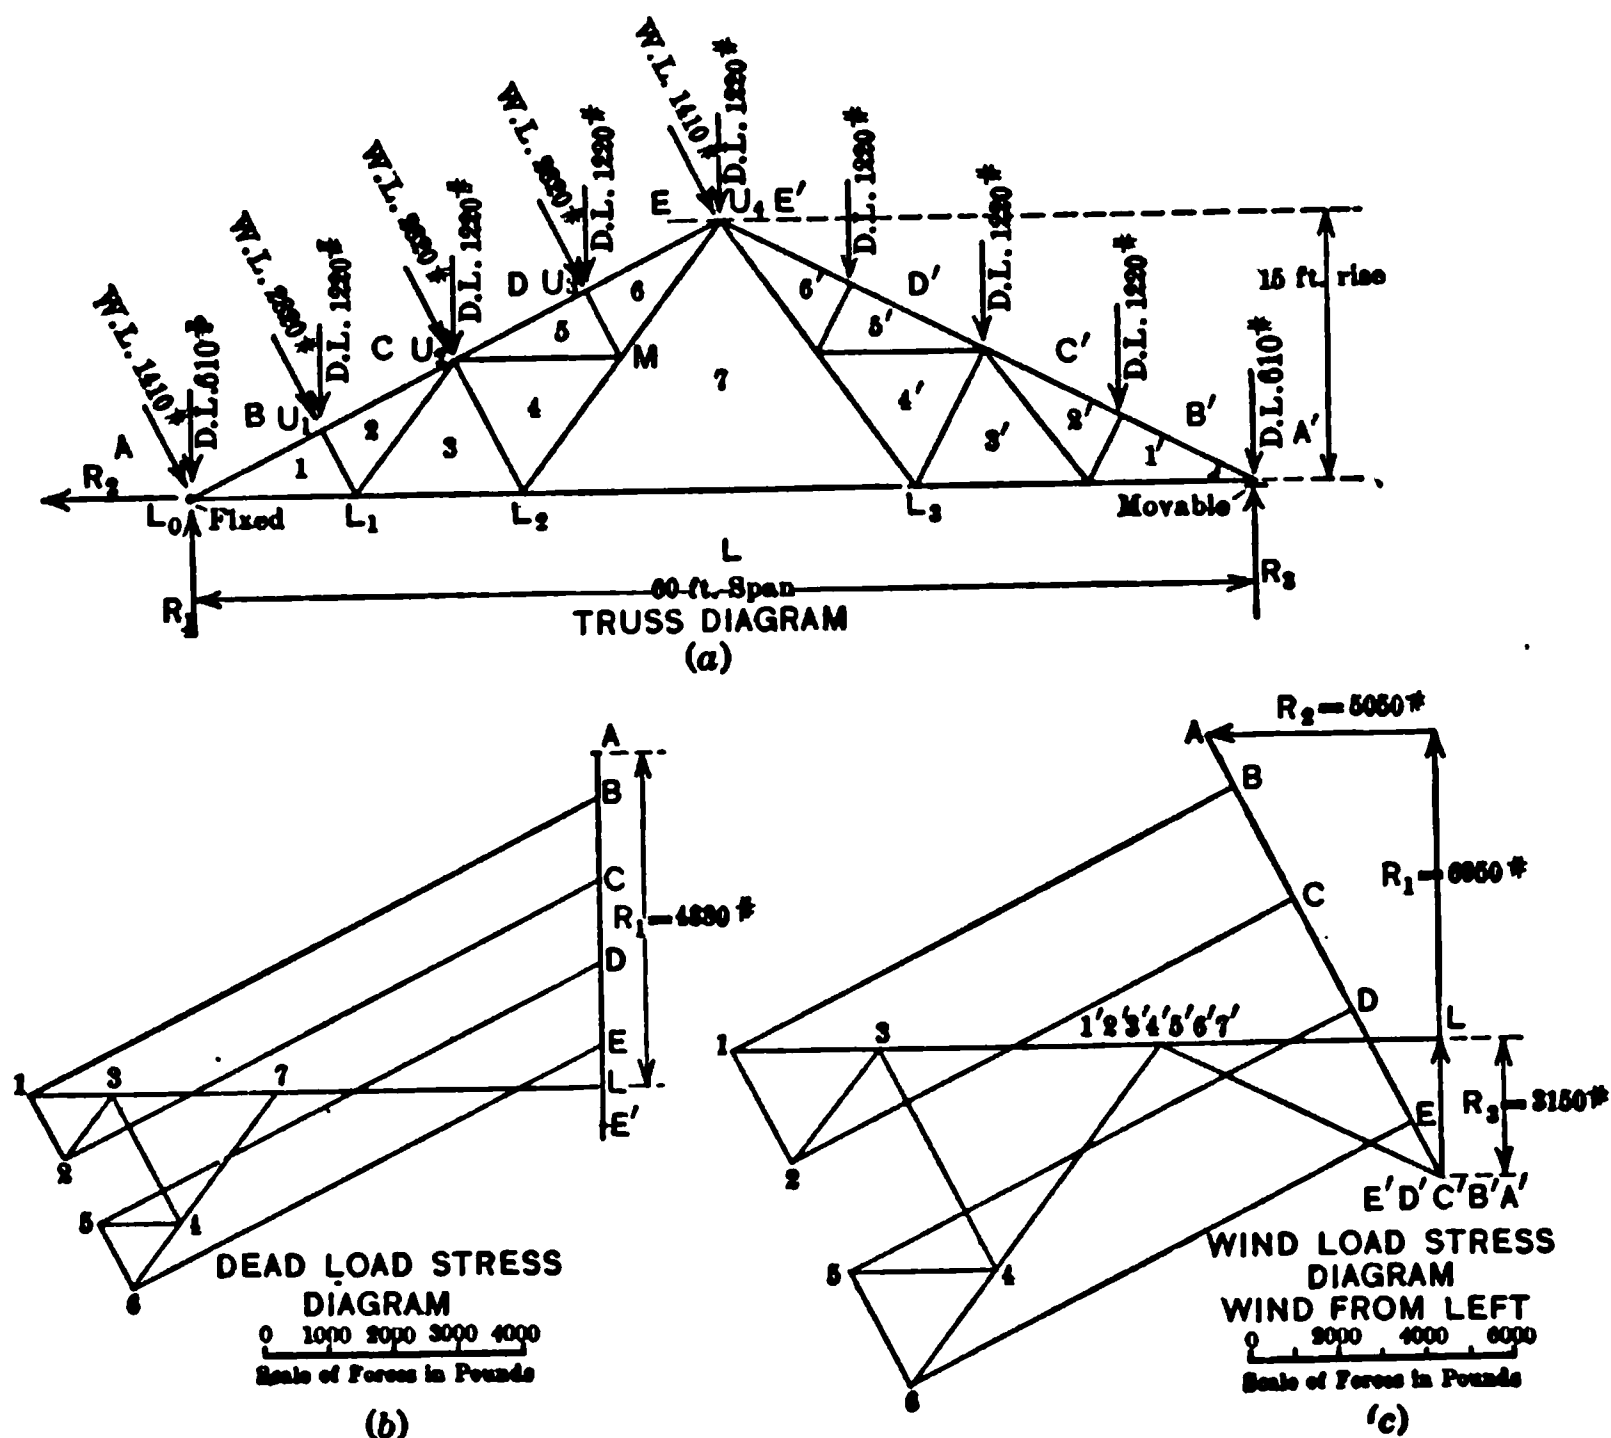 W.L. 1410#
D.L. 1220#
W.L. 2820#
D.L. 1220#
W.L. 2820#
D.L. 1220#
W.L. 2820#
D.L. 1220#
W.L. 1410#
D.L. 610#
D.L. 1220#
D.L. 1220#
D.L. 1220#
D.L. 610#
E U4 E'
D U3 6 6' D'
15 ft. rise
C U2 5 M 5' C'
B U1 2 4 7 4' 2' B'
A 1 3 3' 1' A'
R2
L0 Fixed L1 L2 L3 Movable
L
60 ft. Span
R1 R3
TRUSS DIAGRAM
(a)
A
B
C
R1=4880#
D
E
L
E'
1 3 7
2
5 4
6
DEAD LOAD STRESS
DIAGRAM
0 1000 2000 3000 4000
Scale of Forces in Pounds
(b)
R2=5050#
A
B
R1=6950#
C
D
L
1 3 1'2'3'4'5'6'7'
E R3=3150#
2
E'D'C'B'A'
5 4
6
WIND LOAD STRESS
DIAGRAM
WIND FROM LEFT
0 2000 4000 6000
Scale of Forces in Pounds
(c)